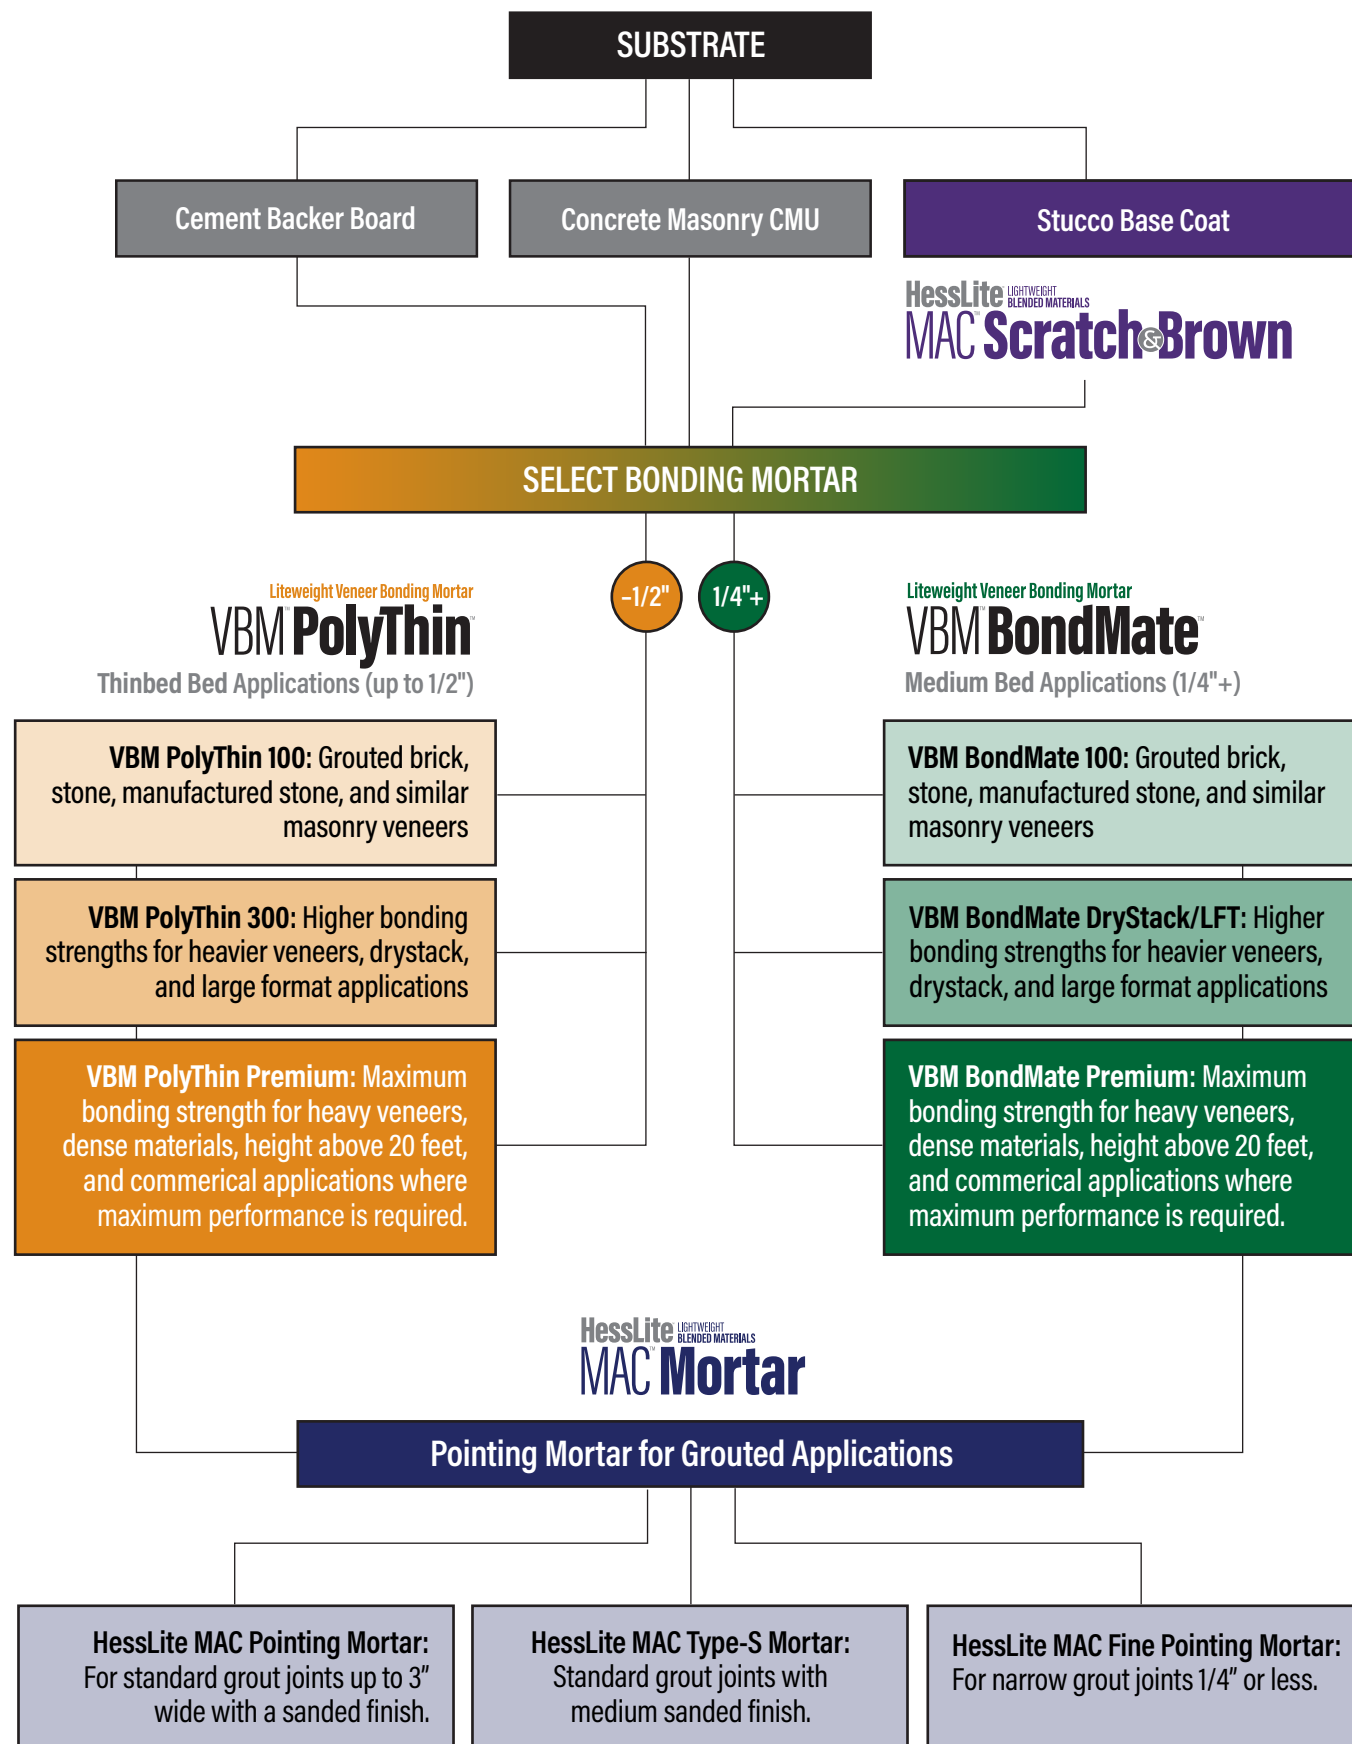 SUBSTRATE
Cement Backer Board
Concrete Masonry CMU
Stucco Base Coat
HessLite LIGHTWEIGHT
BLENDED MATERIALS
MAC™ Scratch & Brown
SELECT BONDING MORTAR
–1/2"
1/4"+
Liteweight Veneer Bonding Mortar
VBM™ PolyThin™
Thinbed Bed Applications (up to 1/2")
Liteweight Veneer Bonding Mortar
VBM™ BondMate™
Medium Bed Applications (1/4"+)
VBM PolyThin 100: Grouted brick,
stone, manufactured stone, and similar
masonry veneers
VBM BondMate 100: Grouted brick,
stone, manufactured stone, and similar
masonry veneers
VBM PolyThin 300: Higher bonding
strengths for heavier veneers, drystack,
and large format applications
VBM BondMate DryStack/LFT: Higher
bonding strengths for heavier veneers,
drystack, and large format applications
VBM PolyThin Premium: Maximum
bonding strength for heavy veneers,
dense materials, height above 20 feet,
and commerical applications where
maximum performance is required.
VBM BondMate Premium: Maximum
bonding strength for heavy veneers,
dense materials, height above 20 feet,
and commerical applications where
maximum performance is required.
HessLite LIGHTWEIGHT
BLENDED MATERIALS
MAC™ Mortar
Pointing Mortar for Grouted Applications
HessLite MAC Pointing Mortar:
For standard grout joints up to 3"
wide with a sanded finish.
HessLite MAC Type-S Mortar:
Standard grout joints with
medium sanded finish.
HessLite MAC Fine Pointing Mortar:
For narrow grout joints 1/4" or less.